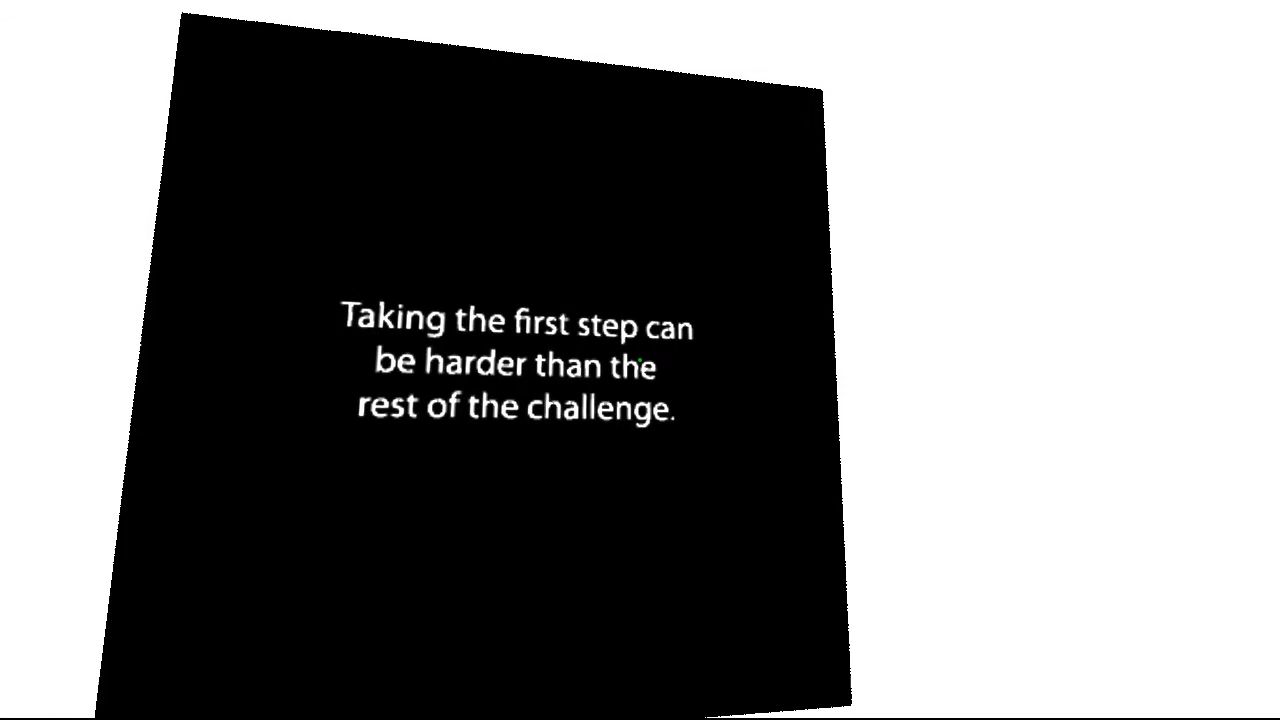 Taking the first step can
be harder than the
rest of the challenge.